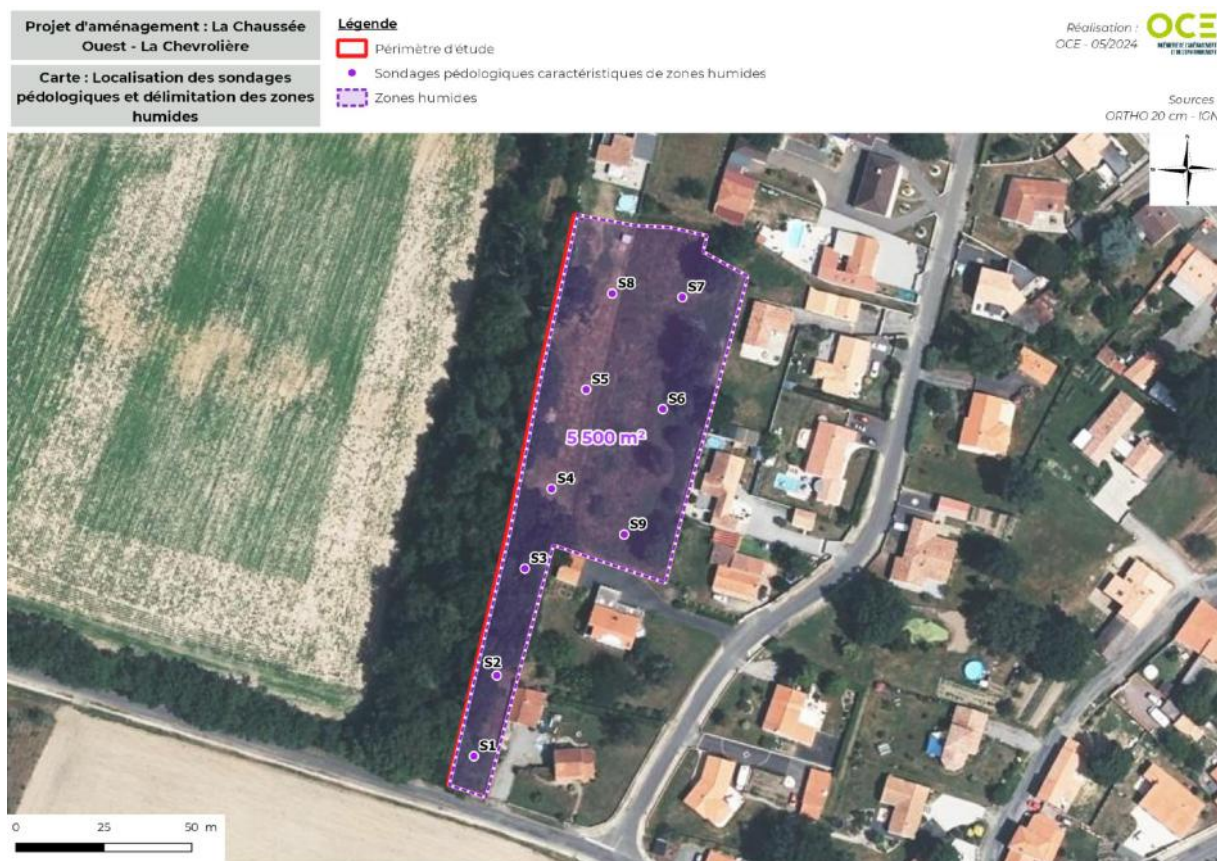 Projet d'aménagement : La Chaussée
Ouest - La Chevrolière
Carte : Localisation des sondages
pédologiques et délimitation des zones
humides
Légende
Périmètre d'étude
Sondages pédologiques caractéristiques de zones humides
Zones humides
Réalisation :
OCE - 05/2024
OCE
Sources
ORTHO 20 cm - IGN
S8
S7
S5
S6
5 500 m²
S4
S9
S3
S2
S1
0 25 50 m